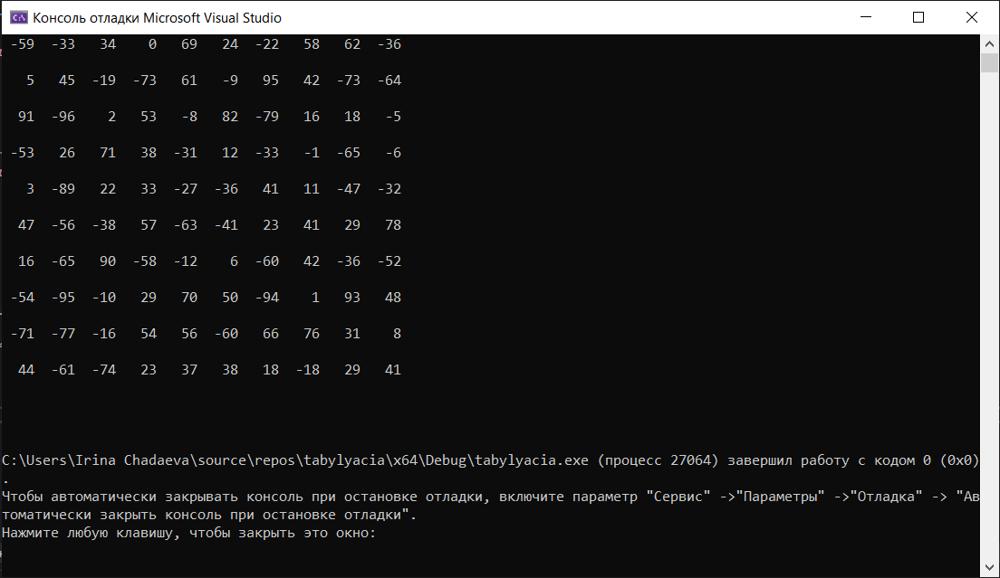 Консоль отладки Microsoft Visual Studio
-59 -33 34 0 69 24 -22 58 62 -36
5 45 -19 -73 61 -9 95 42 -73 -64
91 -96 2 53 -8 82 -79 16 18 -5
-53 26 71 38 -31 12 -33 -1 -65 -6
3 -89 22 33 -27 -36 41 11 -47 -32
47 -56 -38 57 -63 -41 23 41 29 78
16 -65 90 -58 -12 6 -60 42 -36 -52
-54 -95 -10 29 70 50 -94 1 93 48
-71 -77 -16 54 56 -60 66 76 31 8
44 -61 -74 23 37 38 18 -18 29 41
C:\Users\Irina Chadaeva\source\repos\tabylyacia\x64\Debug\tabylyacia.exe (процесс 27064) завершил работу с кодом 0 (0x0)
.
Чтобы автоматически закрывать консоль при остановке отладки, включите параметр "Сервис" ->"Параметры" ->"Отладка" -> "Ав
томатически закрыть консоль при остановке отладки".
Нажмите любую клавишу, чтобы закрыть это окно: